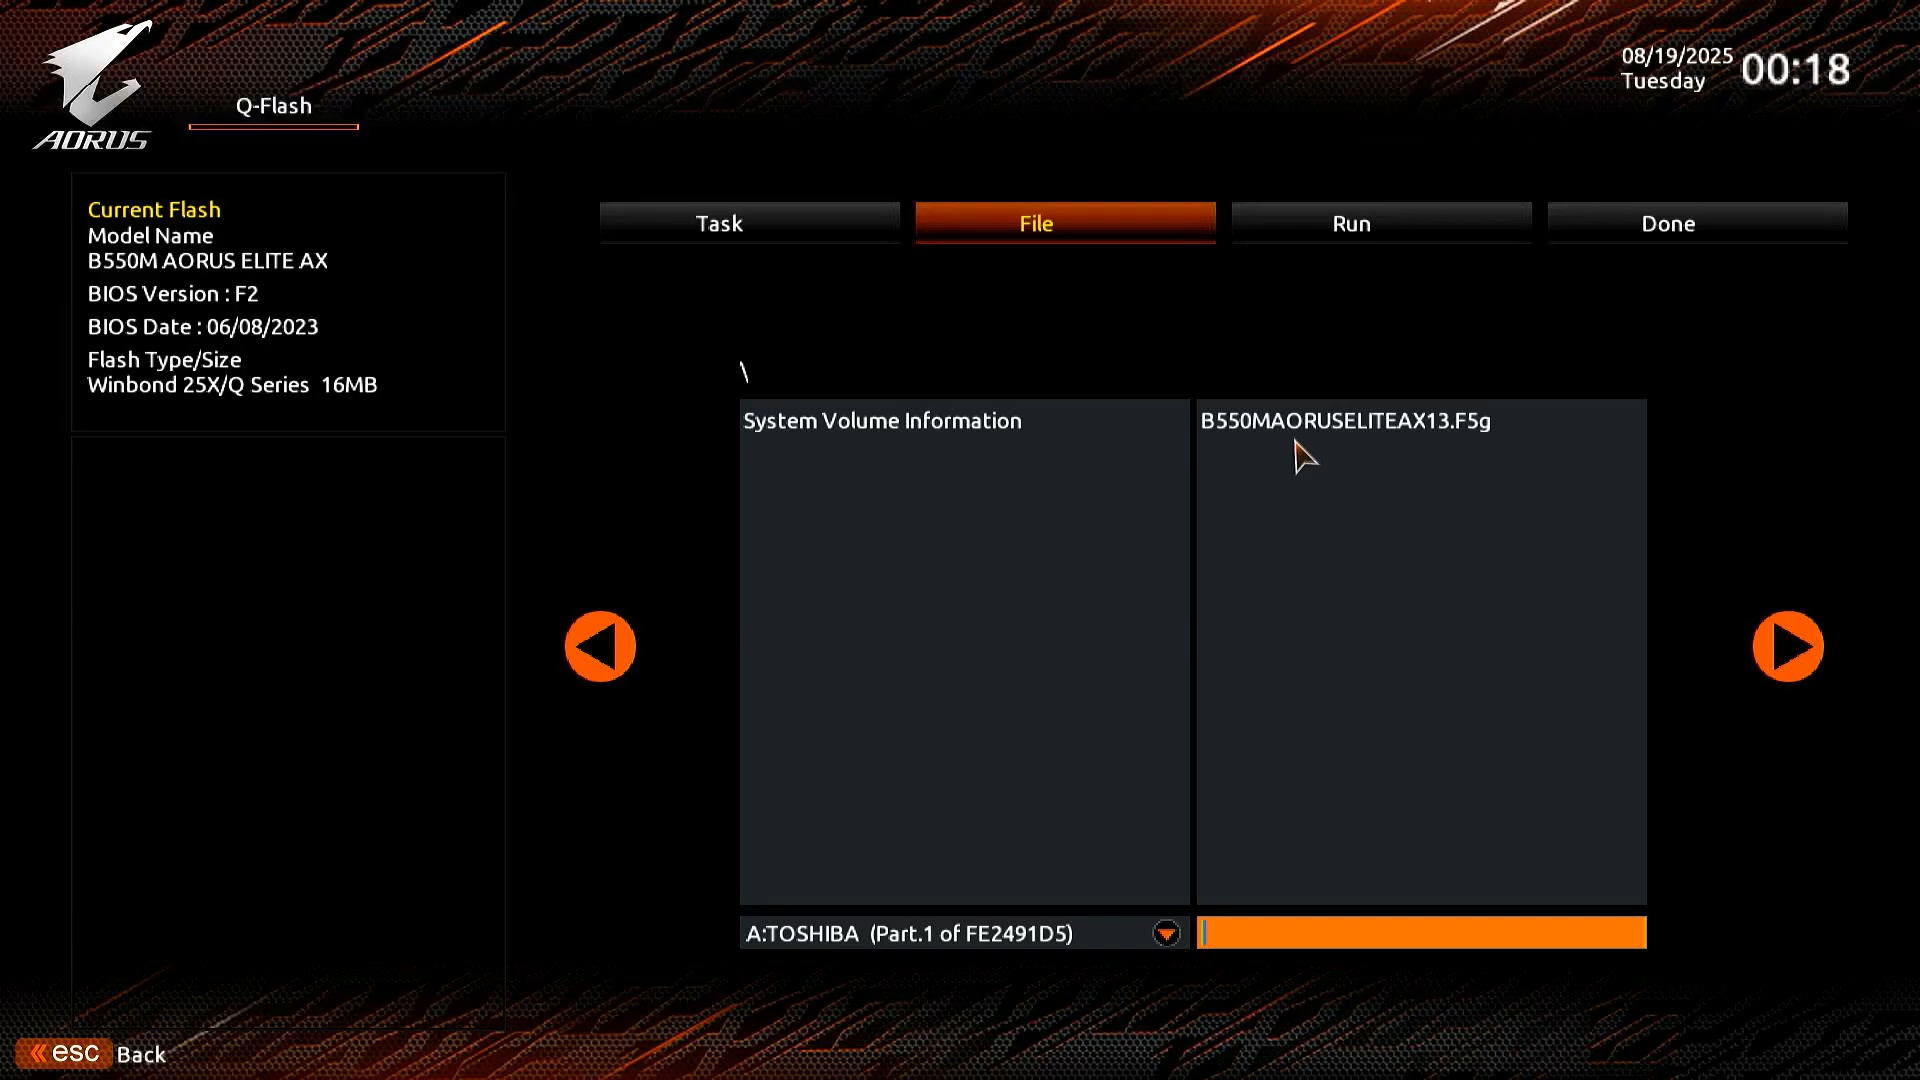 AORUS
Q-Flash
08/19/2025
Tuesday
00:18
Current Flash
Model Name
B550M AORUS ELITE AX
BIOS Version : F2
BIOS Date : 06/08/2023
Flash Type/Size
Winbond 25X/Q Series 16MB
Task
File
Run
Done
\
System Volume Information
B550MAORUSELITEAX13.F5g
A:TOSHIBA (Part.1 of FE2491D5)
esc Back